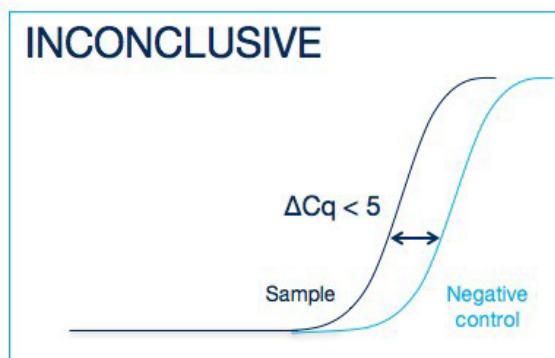 INCONCLUSIVE
ΔCq < 5
Sample
Negative
control